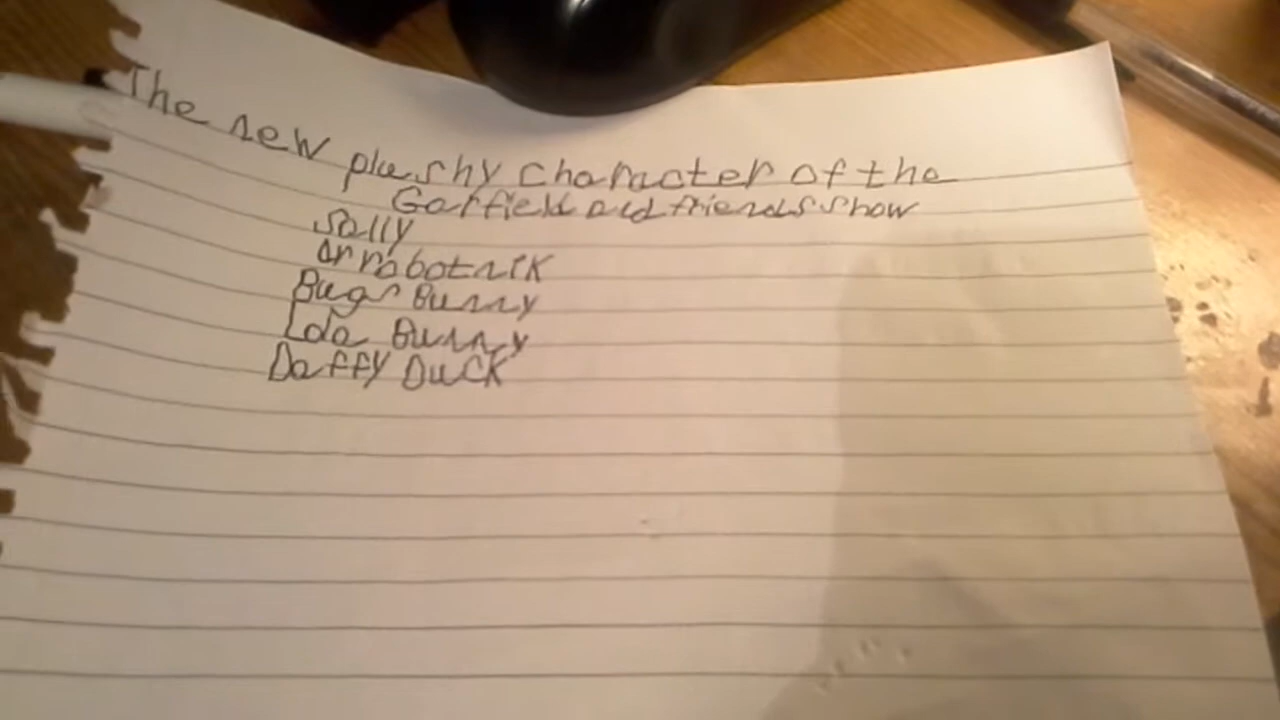 The new plushy character of the
Garfield and friends show
Sally
dr robotnik
Bugs Bunny
Lola Bunny
Daffy Duck